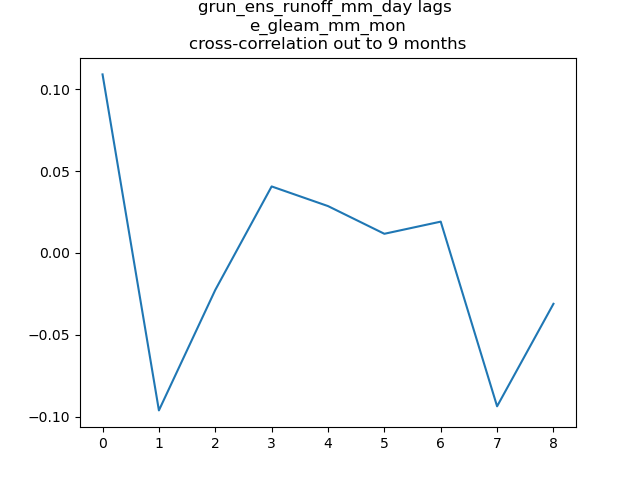 grun_ens_runoff_mm_day lags
e_gleam_mm_mon
cross-correlation out to 9 months
0.10
0.05
0.00
−0.05
−0.10
0 1 2 3 4 5 6 7 8